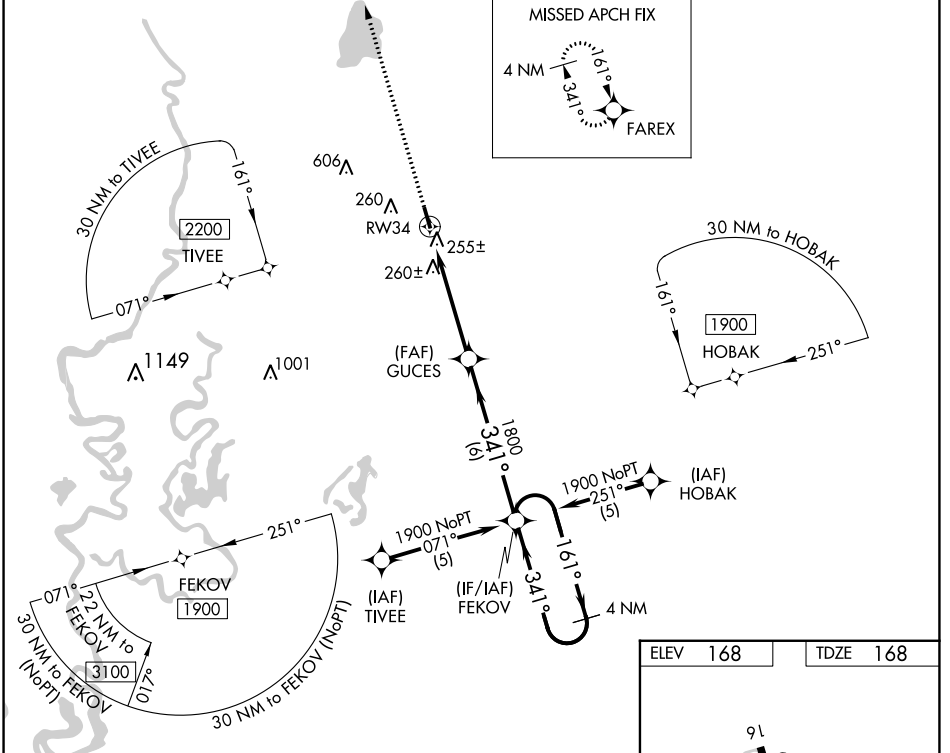 MISSED APCH FIX
4 NM
161°
341°
FAREX
30 NM to TIVEE
161°
2200
TIVEE
071°
606
260
RW34
255±
260±
30 NM to HOBAK
161°
1900
HOBAK
251°
1149
1001
(FAF)
GUCES
1800
341°
(6)
1900 NoPT
251°
(5)
(IAF)
HOBAK
1900 NoPT
071°
(5)
(IAF)
TIVEE
(IF/IAF)
FEKOV
161°
341°
4 NM
251°
071°
FEKOV
1900
22 NM to
FEKOV
3100
017°
30 NM to FEKOV
(NoPT)
30 NM to FEKOV (NoPT)
ELEV 168
TDZE 168
16